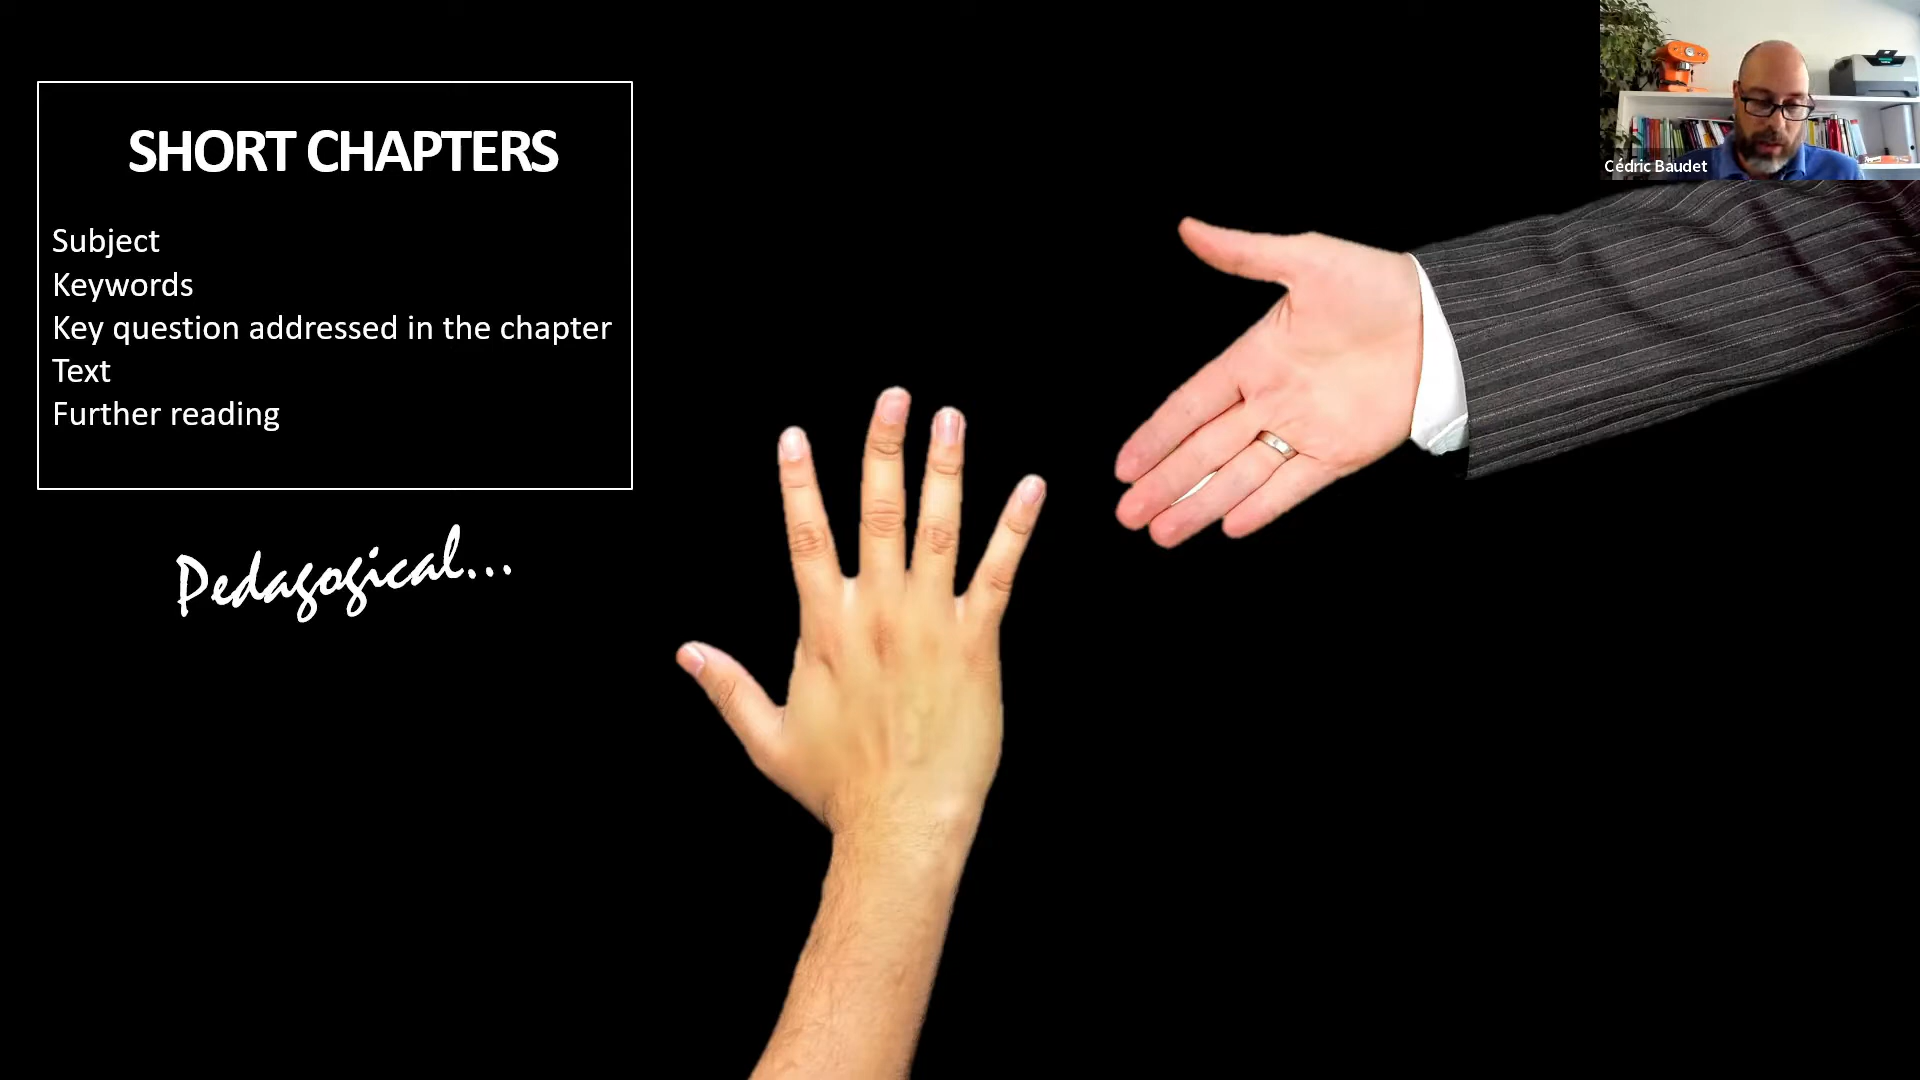 SHORT CHAPTERS
Subject
Keywords
Key question addressed in the chapter
Text
Further reading
Pedagogical...
Cédric Baudet